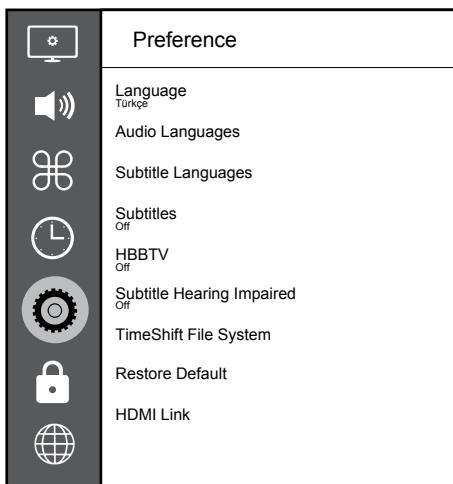 Preference
Language
Türkçe
Audio Languages
Subtitle Languages
Subtitles
Off
HBBTV
Off
Subtitle Hearing Impaired
Off
TimeShift File System
Restore Default
HDMI Link